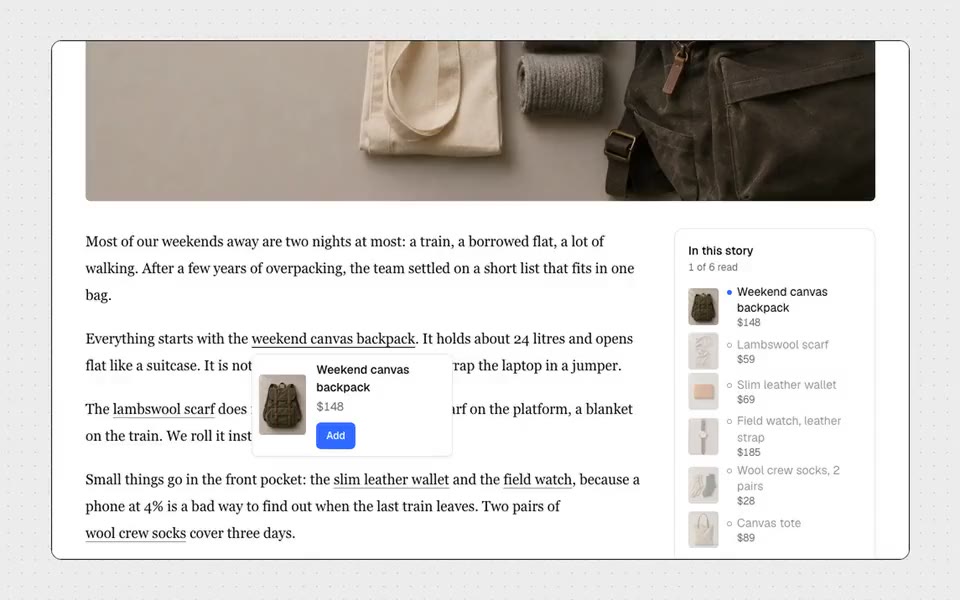 Most of our weekends away are two nights at most: a train, a borrowed flat, a lot of
walking. After a few years of overpacking, the team settled on a short list that fits in one
bag.
Everything starts with the weekend canvas backpack. It holds about 24 litres and opens
flat like a suitcase. It is not
rap the laptop in a jumper.
The lambswool scarf does
arf on the platform, a blanket
on the train. We roll it inst
Weekend canvas
backpack
$148
Add
Small things go in the front pocket: the slim leather wallet and the field watch, because a
phone at 4% is a bad way to find out when the last train leaves. Two pairs of
wool crew socks cover three days.
In this story
1 of 6 read
Weekend canvas
backpack
$148
Lambswool scarf
$59
Slim leather wallet
$69
Field watch, leather
strap
$185
Wool crew socks, 2
pairs
$28
Canvas tote
$89